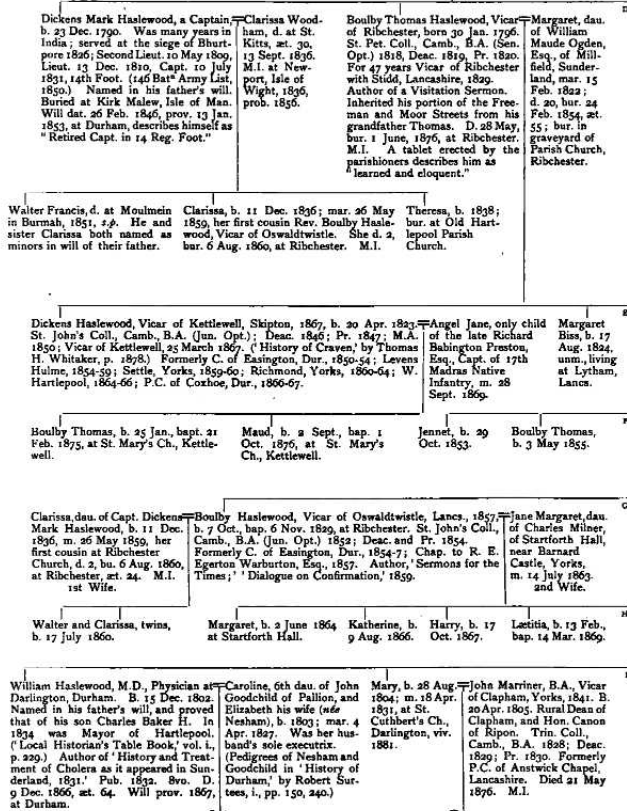 Dickens Mark Haslewood, a Captain,
b. 23 Dec. 1790. Was many years in
India; served at the siege of Bhurt-
pore 1826; Second Lieut. 10 May 1809,
Lieut. 13 Dec. 1810, Capt. 10 July
1831, 14th Foot. (146 Batⁿ Army List,
1850.) Named in his father's will.
Buried at Kirk Malew, Isle of Man.
Will dat. 26 Feb. 1846, prov. 13 Jan.
1853, at Durham, describes himself as
"Retired Capt. in 14 Reg. Foot."
Clarissa Wood-
ham, d. at St.
Kitts, æt. 30,
13 Sept. 1836.
M.I. at New-
port, Isle of
Wight, 1836,
prob. 1856.
Boulby Thomas Haslewood, Vicar
of Ribchester, born 30 Jan. 1796.
St. Pet. Coll., Camb., B.A. (Sen.
Opt.) 1818, Deac. 1819, Pr. 1820.
For 47 years Vicar of Ribchester
with Stidd, Lancashire, 1829.
Author of a Visitation Sermon.
Inherited his portion of the Free-
man and Moor Streets from his
grandfather Thomas. D. 28 May,
bur. 1 June, 1876, at Ribchester.
M.I. A tablet erected by the
parishioners describes him as
"learned and eloquent."
Margaret, dau.
of William
Maude Ogden,
Esq., of Mill-
field, Sunder-
land, mar. 15
Feb. 1822;
d. 20, bur. 24
Feb. 1854, æt.
55; bur. in
graveyard of
Parish Church,
Ribchester.
Walter Francis, d. at Moulmein
in Burmah, 1851, s.p. He and
sister Clarissa both named as
minors in will of their father.
Clarissa, b. 11 Dec. 1836; mar. 26 May
1859, her first cousin Rev. Boulby Hasle-
wood, Vicar of Oswaldtwistle. She d. 2,
bur. 6 Aug. 1860, at Ribchester. M.I.
Theresa, b. 1838;
bur. at Old Hart-
lepool Parish
Church.
Dickens Haslewood, Vicar of Kettlewell, Skipton, 1867, b. 20 Apr. 1823.
St. John's Coll., Camb., B.A. (Jun. Opt.); Deac. 1846; Pr. 1847; M.A.
1850; Vicar of Kettlewell, 25 March 1867. ('History of Craven,' by Thomas
H. Whitaker, p. 1878.) Formerly C. of Easington, Dur., 1850-54; Levens
Hulme, 1854-59; Settle, Yorks, 1859-60; Richmond, Yorks, 1860-64; W.
Hartlepool, 1864-66; P.C. of Coxhoe, Dur., 1866-67.
Angel Jane, only child
of the late Richard
Babington Preston,
Esq., Capt. of 17th
Madras Native
Infantry, m. 28
Sept. 1869.
Margaret
Biss, b. 17
Aug. 1824,
unm., living
at Lytham,
Lancs.
Boulby Thomas, b. 25 Jan., bapt. 21
Feb. 1875, at St. Mary's Ch., Kettle-
well.
Maud, b. 2 Sept., bap. 1
Oct. 1876, at St. Mary's
Ch., Kettlewell.
Jennet, b. 29
Oct. 1853.
Boulby Thomas,
b. 3 May 1855.
Clarissa, dau. of Capt. Dickens
Mark Haslewood, b. 11 Dec.
1836, m. 26 May 1859, her
first cousin at Ribchester
Church, d. 2, bu. 6 Aug. 1860,
at Ribchester, æt. 24. M.I.
1st Wife.
Boulby Haslewood, Vicar of Oswaldtwistle, Lancs., 1857,
b. 7 Oct., bap. 6 Nov. 1829, at Ribchester. St. John's Coll.,
Camb., B.A. (Jun. Opt.) 1852; Deac. and Pr. 1854.
Formerly C. of Easington, Dur., 1854-7; Chap. to R. E.
Egerton Warburton, Esq., 1857. Author, 'Sermons for the
Times;' 'Dialogue on Confirmation,' 1859.
Jane Margaret, dau.
of Charles Milner,
of Startforth Hall,
near Barnard
Castle, Yorks,
m. 14 July 1863.
2nd Wife.
Walter and Clarissa, twins,
b. 17 July 1860.
Margaret, b. 2 June 1864
at Startforth Hall.
Katherine, b.
9 Aug. 1866.
Harry, b. 17
Oct. 1867.
Lætitia, b. 13 Feb.,
bap. 14 Mar. 1869.
William Haslewood, M.D., Physician at
Darlington, Durham. B. 15 Dec. 1802.
Named in his father's will, and proved
that of his son Charles Baker H. In
1834 was Mayor of Hartlepool.
('Local Historian's Table Book,' vol. i.,
p. 229.) Author of 'History and Treat-
ment of Cholera as it appeared in Sun-
derland, 1831.' Pub. 1832. 8vo. D.
9 Dec. 1866, æt. 64. Will prov. 1867,
at Durham.
Caroline, 6th dau. of John
Goodchild of Pallion, and
Elizabeth his wife (née
Nesham), b. 1803; mar. 4
Apr. 1827. Was her hus-
band's sole executrix.
(Pedigrees of Nesham and
Goodchild in 'History of
Durham,' by Robert Sur-
tees, i., pp. 150, 240.)
Mary, b. 28 Aug.
1804; m. 18 Apr.
1831, at St.
Cuthbert's Ch.,
Darlington, viv.
1881.
John Marriner, B.A., Vicar
of Clapham, Yorks, 1841. B.
20 Apr. 1805. Rural Dean of
Clapham, and Hon. Canon
of Ripon. Trin. Coll.,
Camb., B.A. 1828; Deac.
1829; Pr. 1830. Formerly
P.C. of Anstwick Chapel,
Lancashire. Died 21 May
1876. M.I.